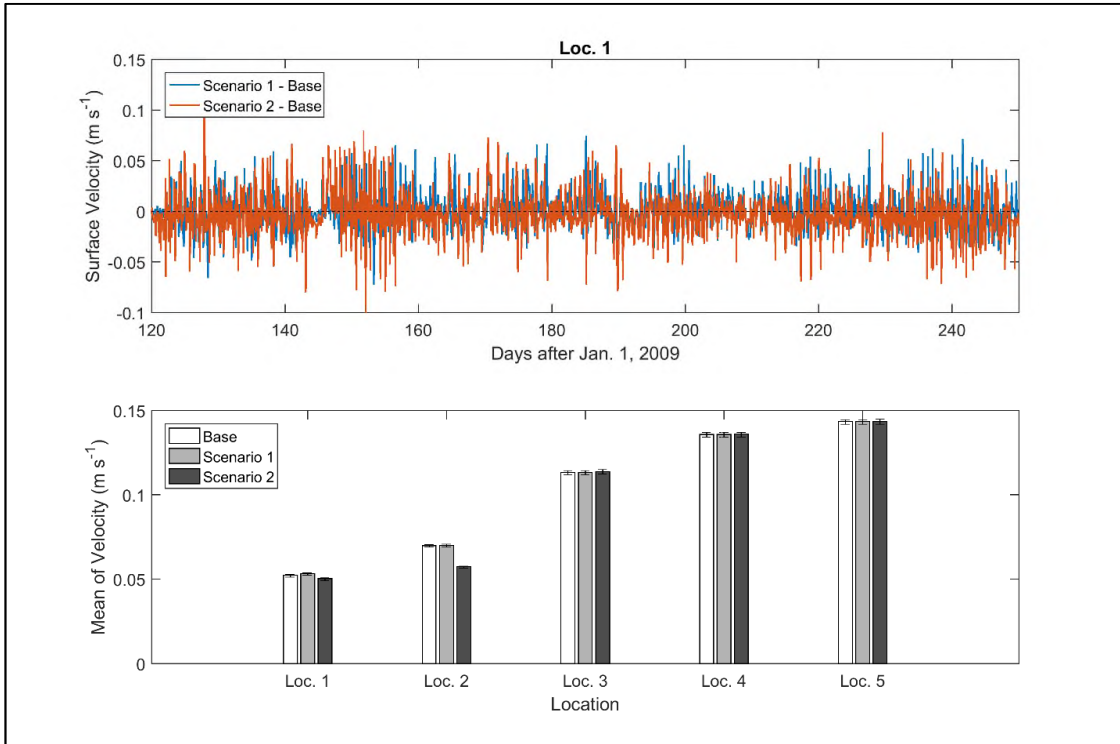 Loc. 1
0.15
0.1
0.05
0
-0.05
-0.1
Surface Velocity (m s⁻¹)
Scenario 1 - Base
Scenario 2 - Base
120 140 160 180 200 220 240
Days after Jan. 1, 2009
0.15
0.1
0.05
0
Mean of Velocity (m s⁻¹)
Base
Scenario 1
Scenario 2
Loc. 1 Loc. 2 Loc. 3 Loc. 4 Loc. 5
Location